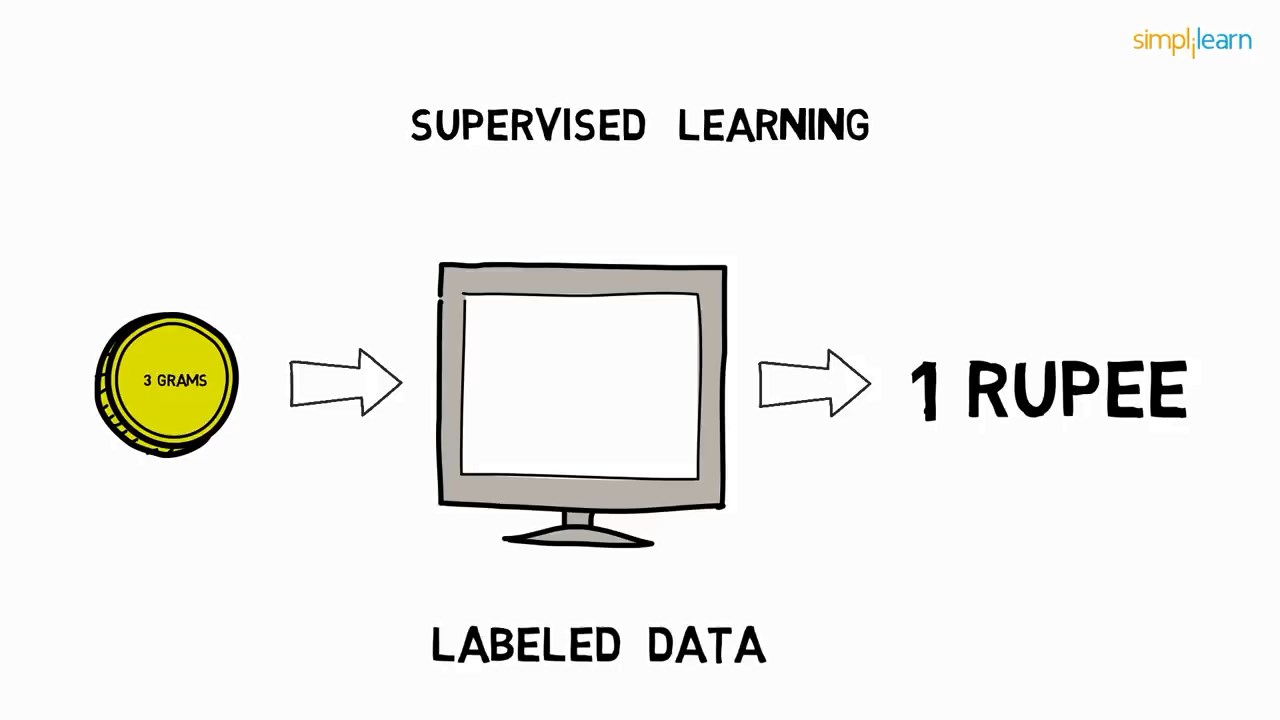 simplilearn
SUPERVISED LEARNING
3 GRAMS
1 RUPEE
LABELED DATA